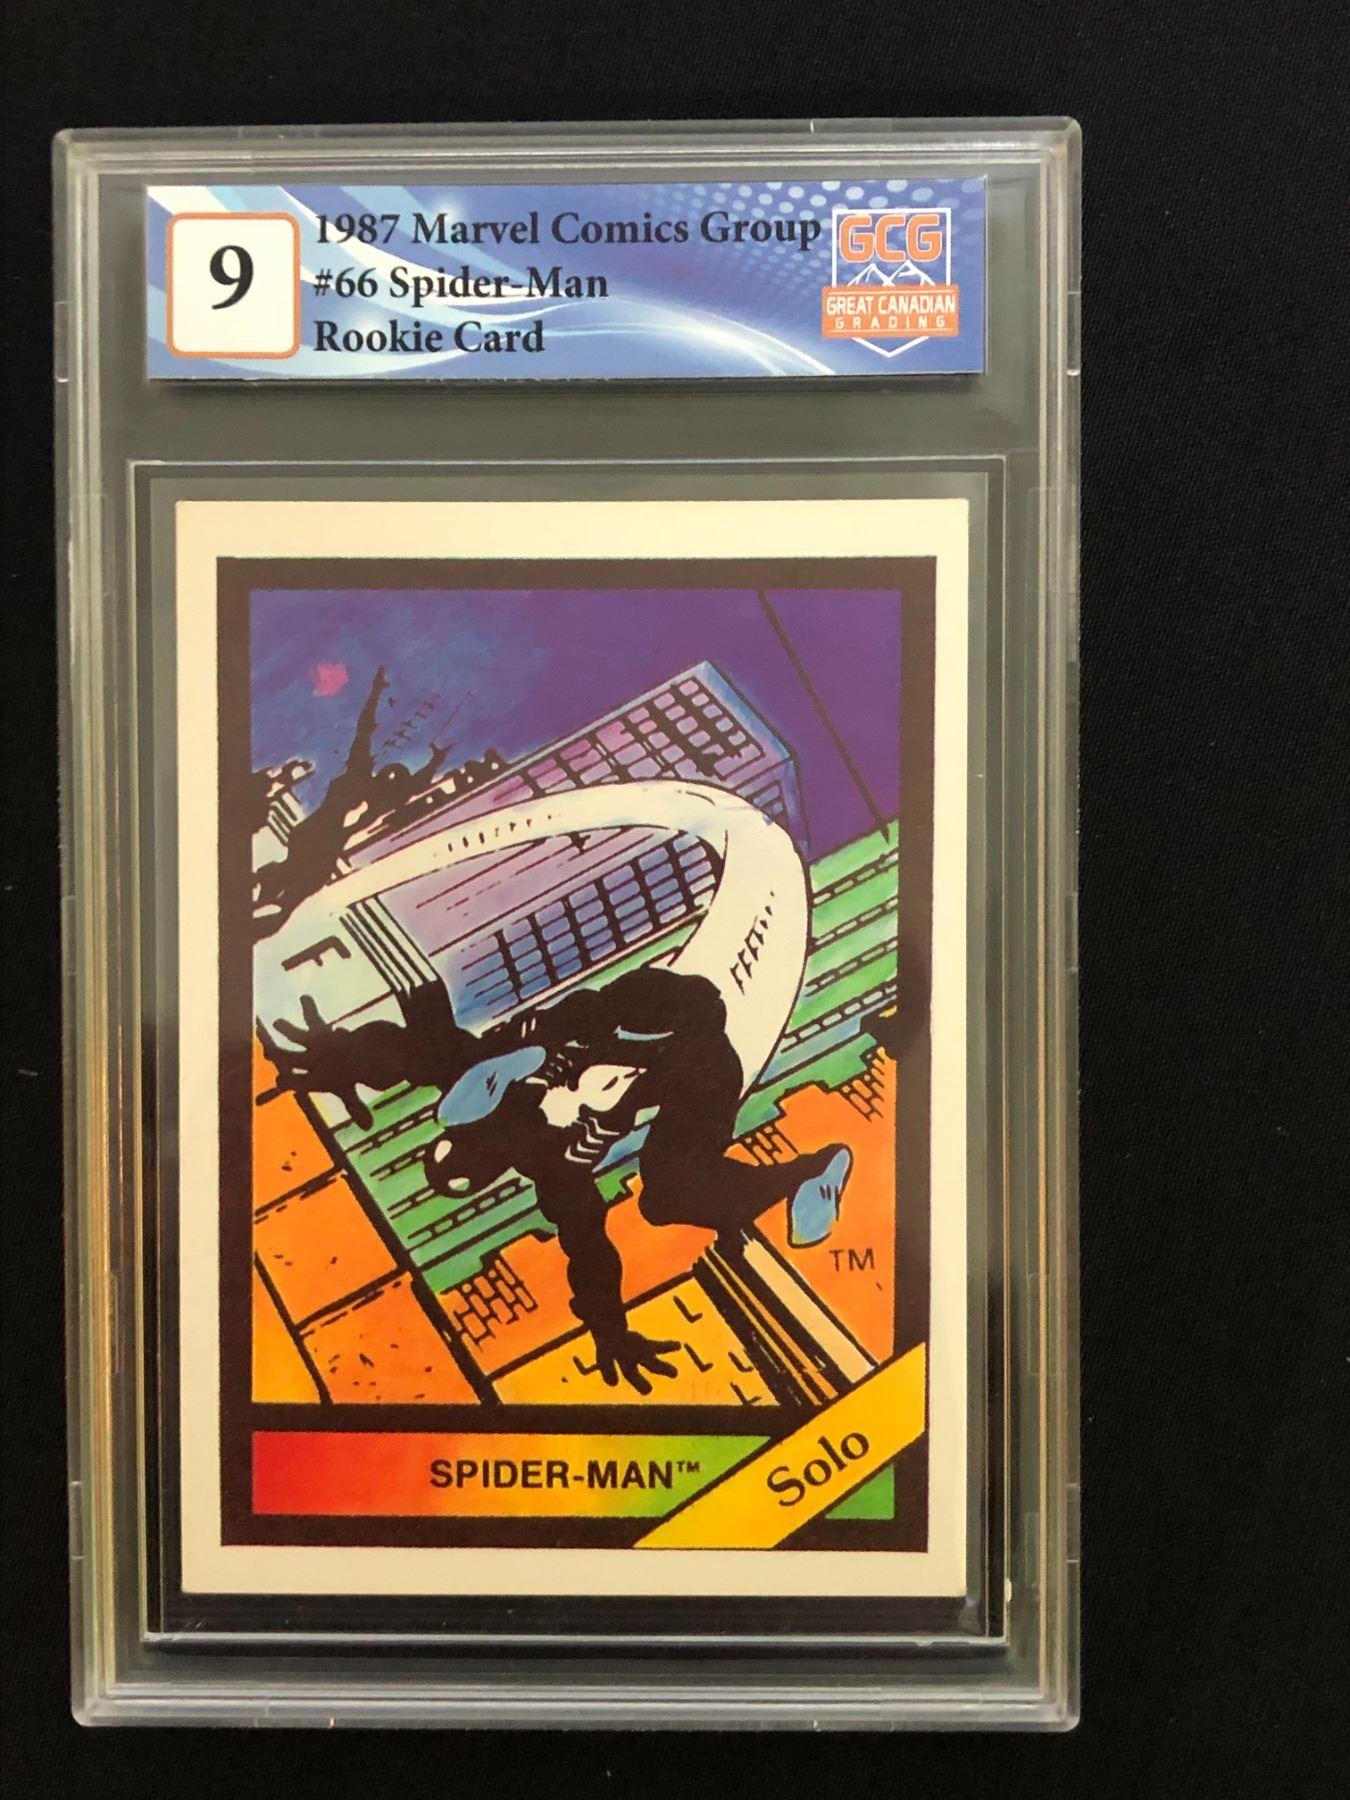 9
1987 Marvel Comics Group
#66 Spider-Man
Rookie Card
GCG
GREAT CANADIAN
GRADING
F
TM
L
L
L
L
L
L
SPIDER-MAN™
Solo